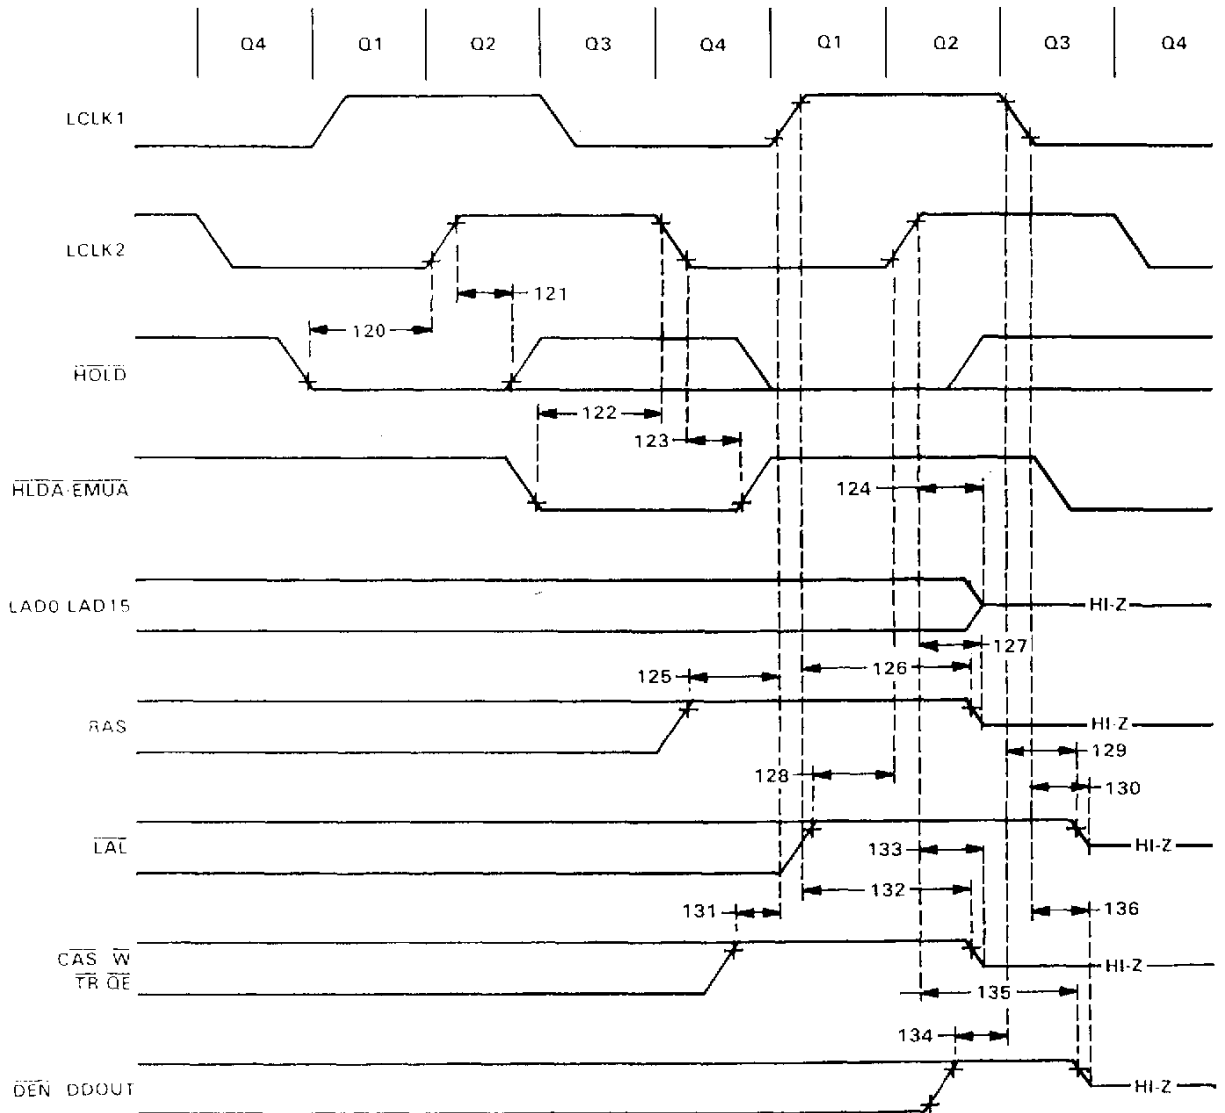 Q4 Q1 Q2 Q3 Q4 Q1 Q2 Q3 Q4
LCLK1
LCLK2
121
120
HOLD
122
123
HLDA·EMUA
124
LAD0 LAD15
HI-Z
127
126
125
RAS
HI-Z
129
128
130
LAL
HI-Z
133
132
131
136
CAS W
TR QE
HI-Z
135
134
DEN DDOUT
HI-Z